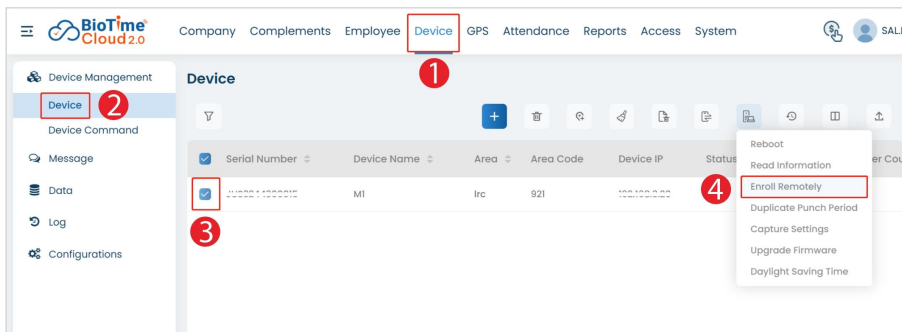 BioTime
Cloud 2.0
Company Complements Employee Device GPS Attendance Reports Access System
1
Device Management
Device
2
Device Command
Message
Data
Log
Configurations
Device
Serial Number Device Name Area Area Code Device IP Status
M1 Irc 921
3
4
Reboot
Read Information
Enroll Remotely
Duplicate Punch Period
Capture Settings
Upgrade Firmware
Daylight Saving Time